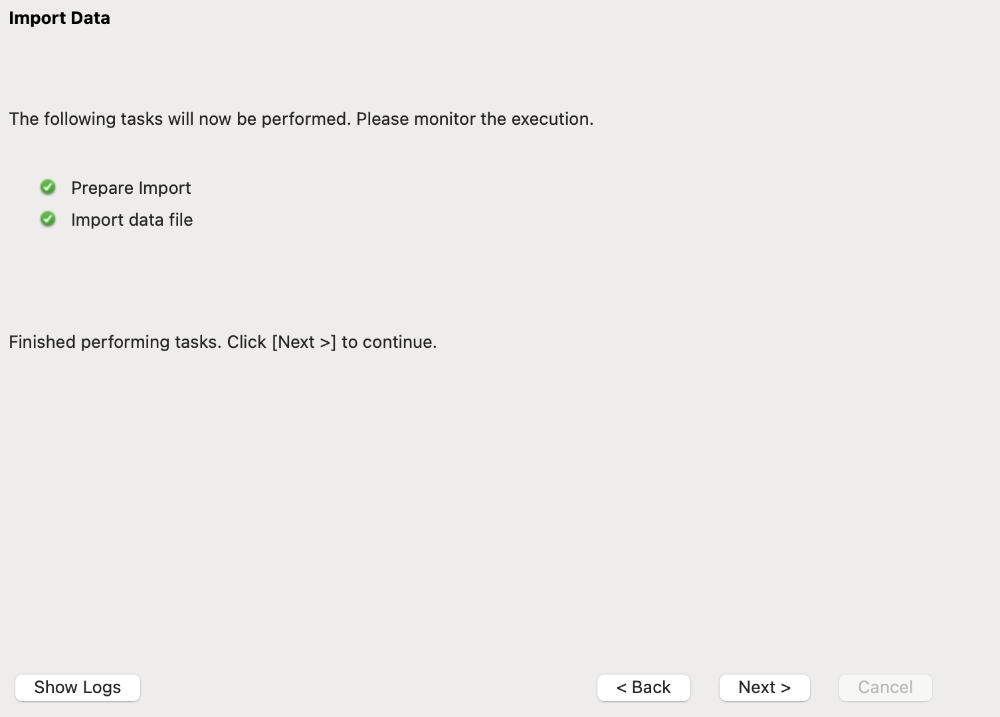 Import Data
The following tasks will now be performed. Please monitor the execution.
Prepare Import
Import data file
Finished performing tasks. Click [Next >] to continue.
Show Logs
< Back
Next >
Cancel